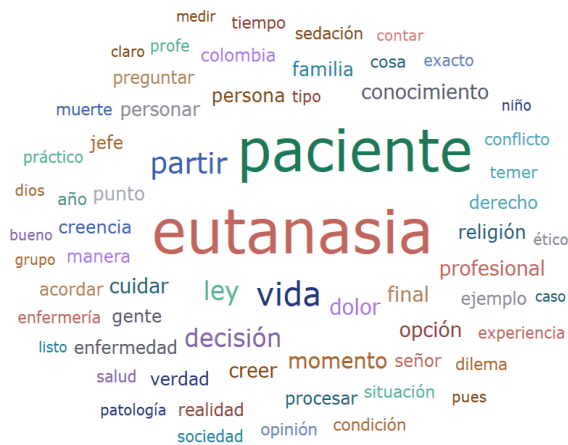 medir tiempo sedación contar
claro profe colombia familia cosa exacto
preguntar persona tipo conocimiento niño
muerte personar
práctico jefe partir paciente conflicto
temer
dios año punto derecho
bueno creencia eutanasia religión ético
grupo manera profesional
acordar cuidar ley vida dolor final ejemplo caso
enfermería gente opción experiencia
listo enfermedad decisión
salud verdad creer momento señor dilema
patología realidad procesar situación pues
sociedad opinión condición